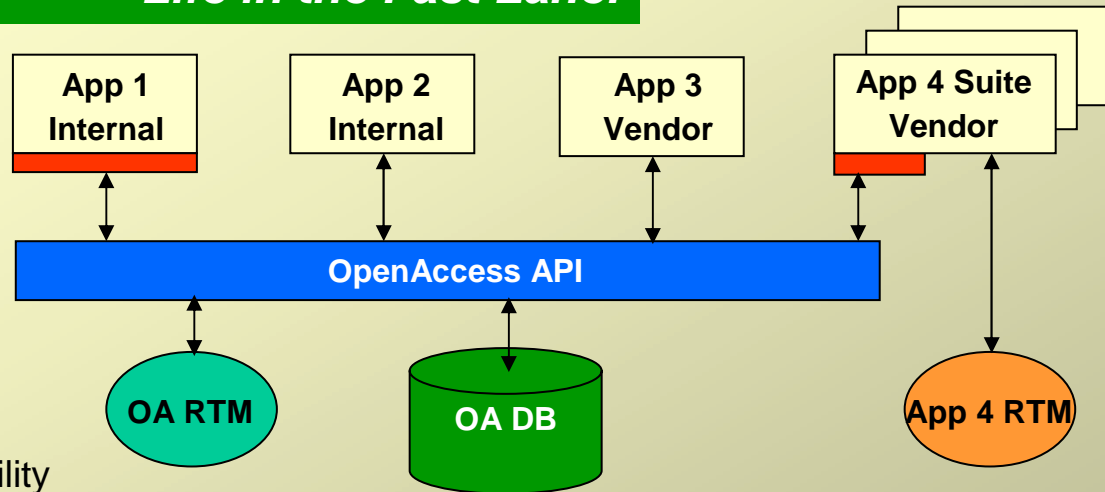 App 1
Internal
App 2
Internal
App 3
Vendor
App 4 Suite
Vendor
OpenAccess API
OA RTM
OA DB
App 4 RTM
ility